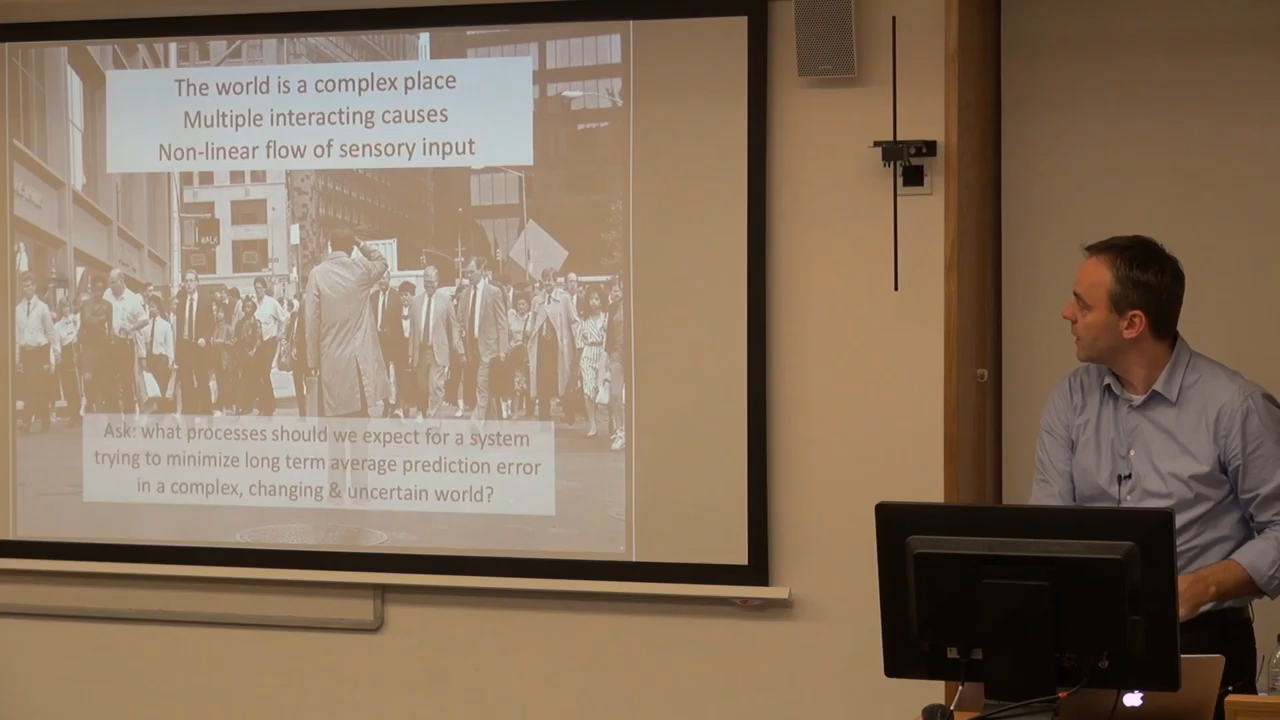 The world is a complex place
Multiple interacting causes
Non-linear flow of sensory input
WALK
Ask: what processes should we expect for a system
trying to minimize long term average prediction error
in a complex, changing & uncertain world?